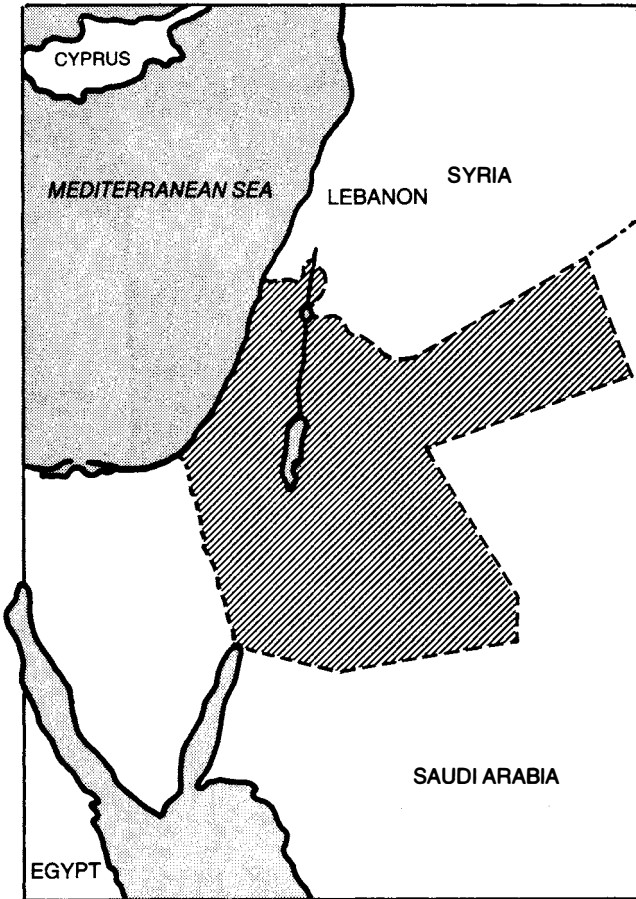 CYPRUS
MEDITERRANEAN SEA
SYRIA
LEBANON
SAUDI ARABIA
EGYPT